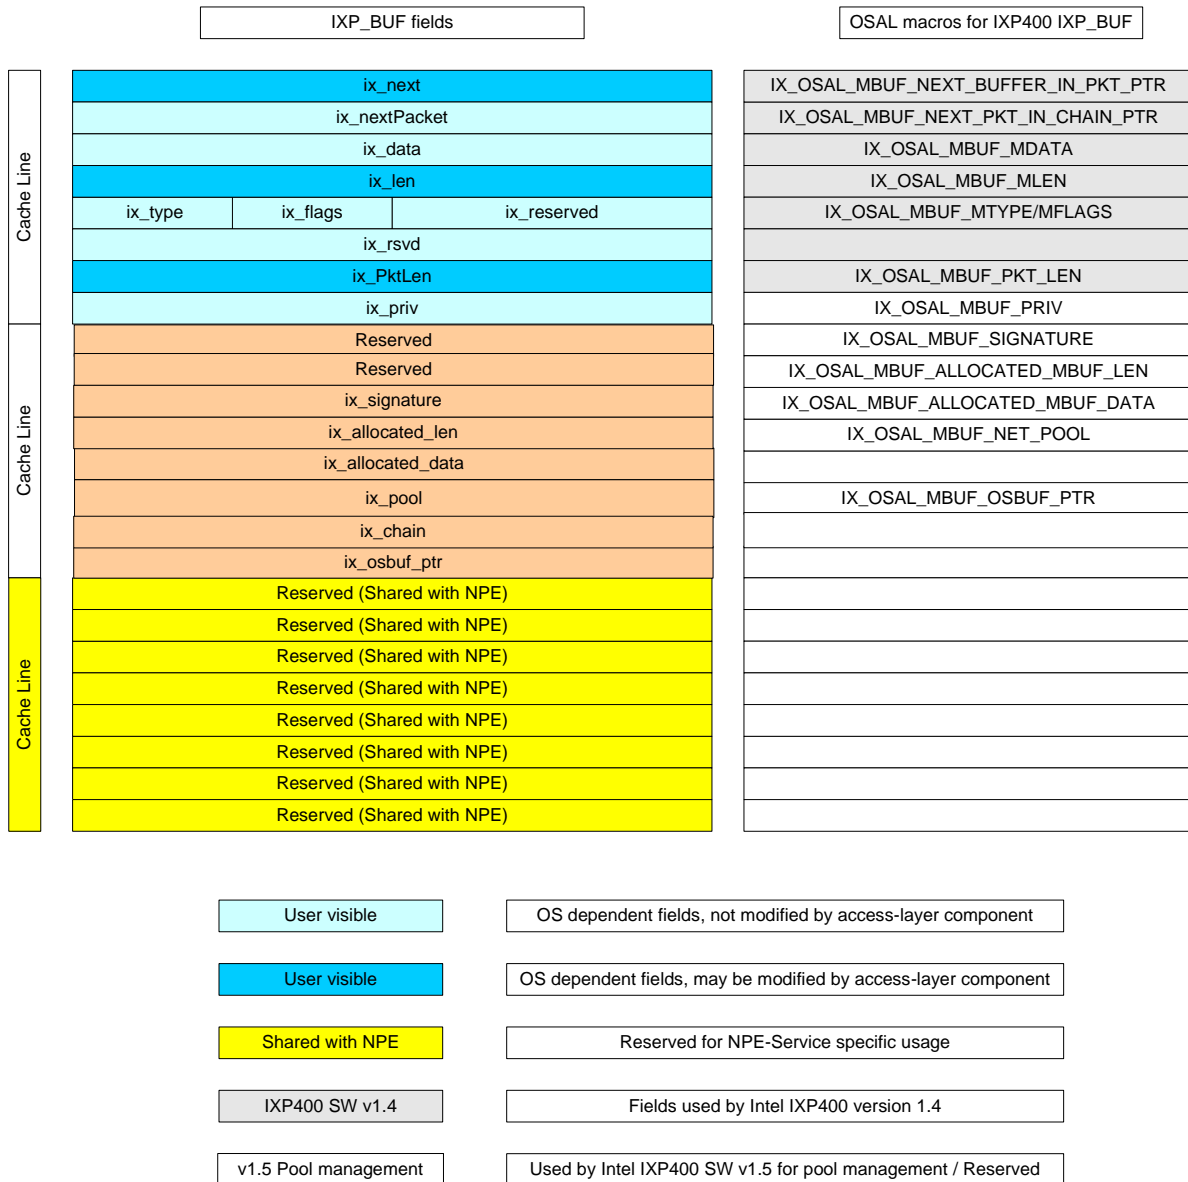 IXP_BUF fields
OSAL macros for IXP400 IXP_BUF
Cache Line
ix_next
IX_OSAL_MBUF_NEXT_BUFFER_IN_PKT_PTR
ix_nextPacket
IX_OSAL_MBUF_NEXT_PKT_IN_CHAIN_PTR
ix_data
IX_OSAL_MBUF_MDATA
ix_len
IX_OSAL_MBUF_MLEN
ix_type ix_flags ix_reserved
IX_OSAL_MBUF_MTYPE/MFLAGS
ix_rsvd
ix_PktLen
IX_OSAL_MBUF_PKT_LEN
ix_priv
IX_OSAL_MBUF_PRIV
Cache Line
Reserved
IX_OSAL_MBUF_SIGNATURE
Reserved
IX_OSAL_MBUF_ALLOCATED_MBUF_LEN
ix_signature
IX_OSAL_MBUF_ALLOCATED_MBUF_DATA
ix_allocated_len
IX_OSAL_MBUF_NET_POOL
ix_allocated_data
ix_pool
IX_OSAL_MBUF_OSBUF_PTR
ix_chain
ix_osbuf_ptr
Cache Line
Reserved (Shared with NPE)
Reserved (Shared with NPE)
Reserved (Shared with NPE)
Reserved (Shared with NPE)
Reserved (Shared with NPE)
Reserved (Shared with NPE)
Reserved (Shared with NPE)
Reserved (Shared with NPE)
User visible
OS dependent fields, not modified by access-layer component
User visible
OS dependent fields, may be modified by access-layer component
Shared with NPE
Reserved for NPE-Service specific usage
IXP400 SW v1.4
Fields used by Intel IXP400 version 1.4
v1.5 Pool management
Used by Intel IXP400 SW v1.5 for pool management / Reserved